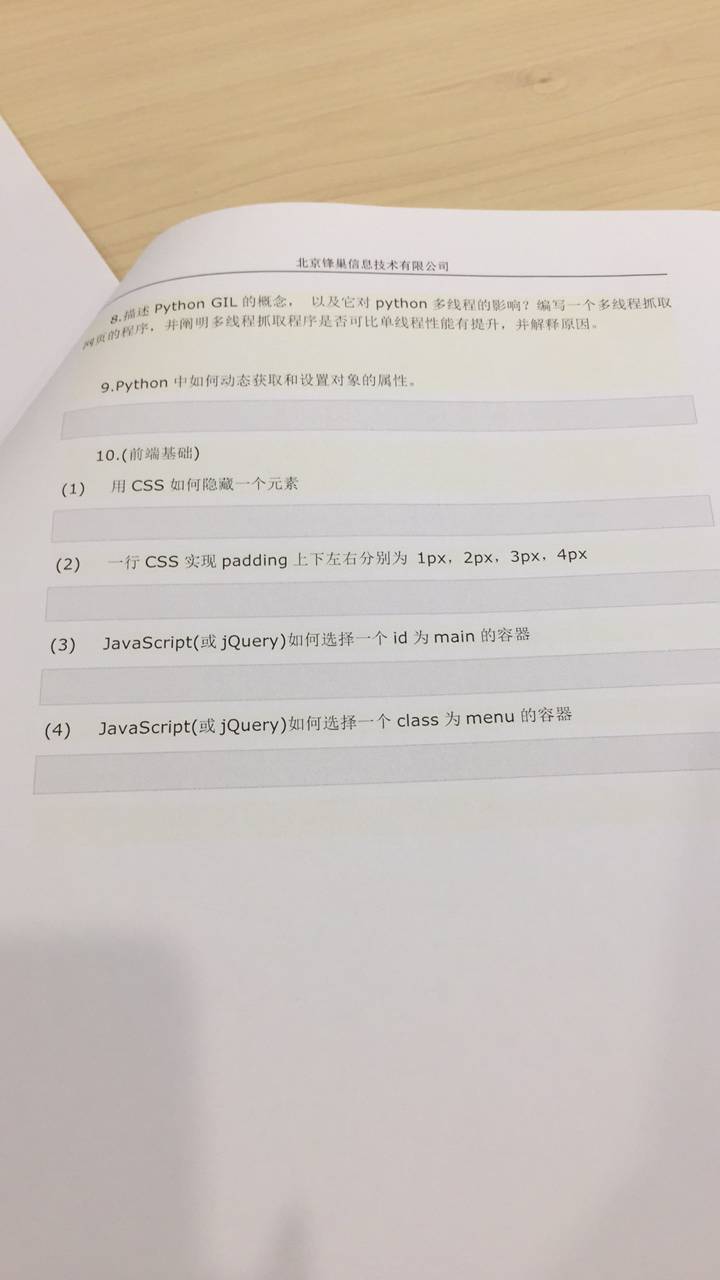 北京锋巢信息技术有限公司
8.描述 Python GIL 的概念， 以及它对 python 多线程的影响？编写一个多线程抓取
网页的程序，并阐明多线程抓取程序是否可比单线程性能有提升，并解释原因。
9.Python 中如何动态获取和设置对象的属性。
10.(前端基础)
(1) 用 CSS 如何隐藏一个元素
(2) 一行 CSS 实现 padding 上下左右分别为 1px，2px，3px，4px
(3) JavaScript(或 jQuery)如何选择一个 id 为 main 的容器
(4) JavaScript(或 jQuery)如何选择一个 class 为 menu 的容器